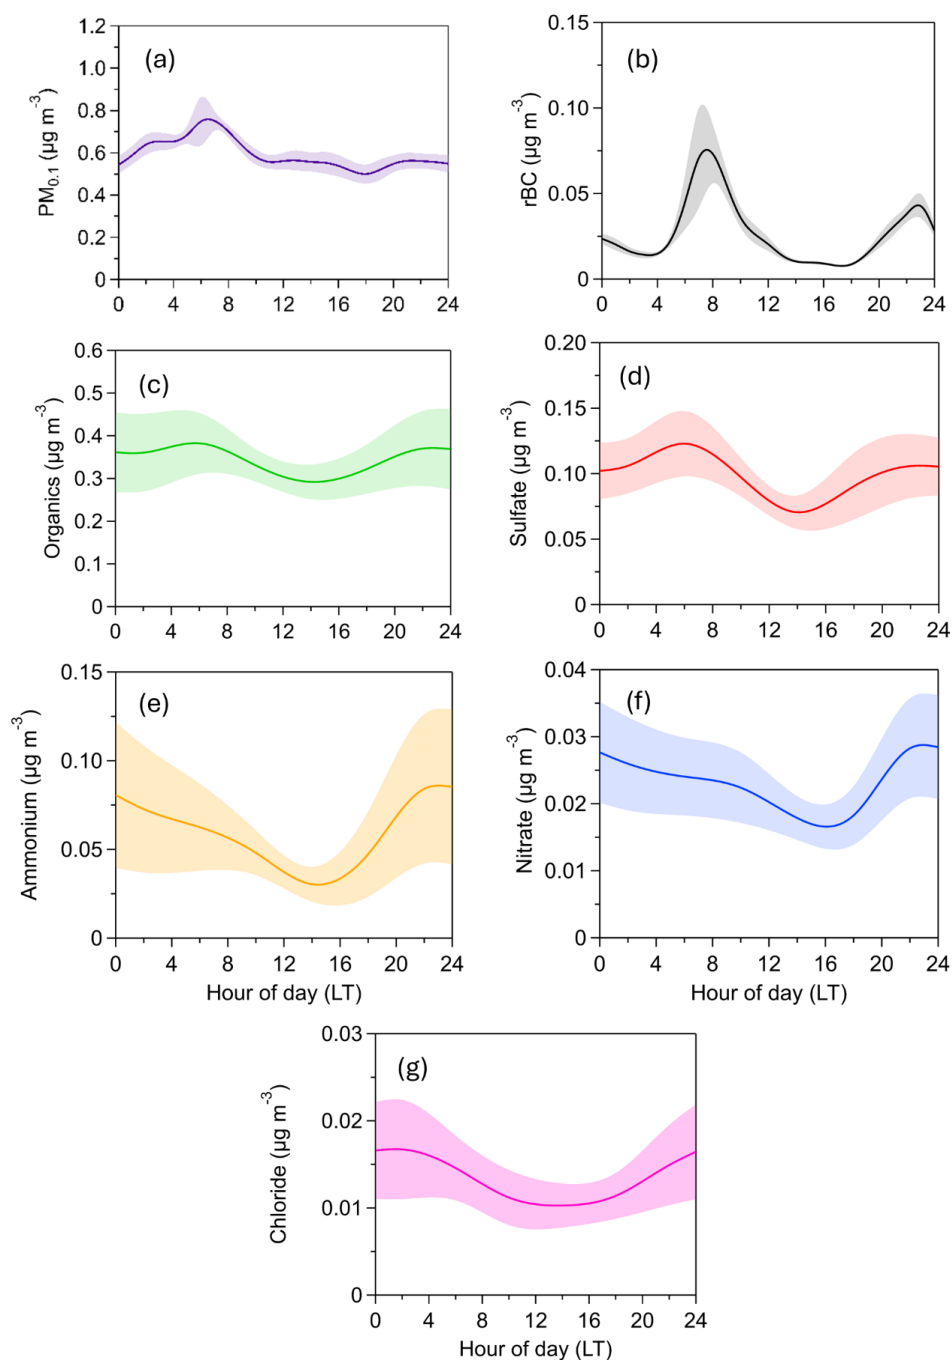 (a)
PM0.1 (µg m-3)
1.2
1.0
0.8
0.6
0.4
0.2
0
0 4 8 12 16 20 24
(b)
rBC (µg m-3)
0.15
0.10
0.05
0
0 4 8 12 16 20 24
(c)
Organics (µg m-3)
0.6
0.5
0.4
0.3
0.2
0.1
0
0 4 8 12 16 20 24
(d)
Sulfate (µg m-3)
0.20
0.15
0.10
0.05
0
0 4 8 12 16 20 24
(e)
Ammonium (µg m-3)
0.15
0.10
0.05
0
0 4 8 12 16 20 24
Hour of day (LT)
(f)
Nitrate (µg m-3)
0.04
0.03
0.02
0.01
0
0 4 8 12 16 20 24
Hour of day (LT)
(g)
Chloride (µg m-3)
0.03
0.02
0.01
0
0 4 8 12 16 20 24
Hour of day (LT)